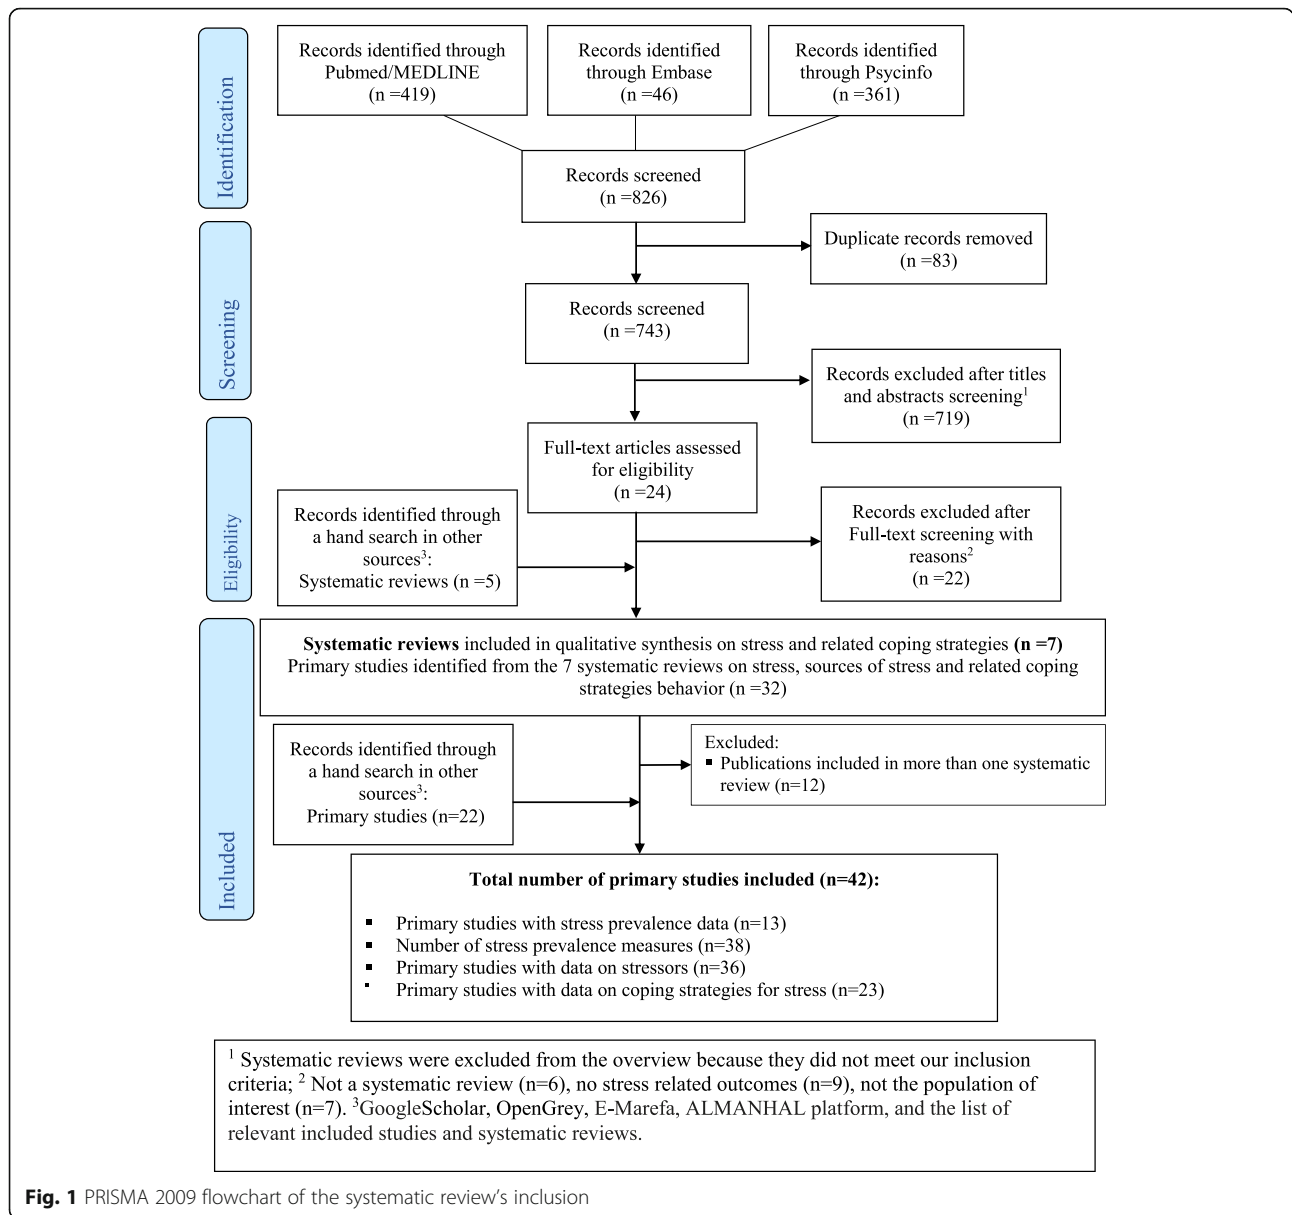 Identification
Records identified through
Pubmed/MEDLINE
(n =419)
Records identified
through Embase
(n =46)
Records identified
through Psycinfo
(n =361)
Records screened
(n =826)
Screening
Duplicate records removed
(n =83)
Records screened
(n =743)
Records excluded after titles
and abstracts screening¹
(n =719)
Eligibility
Full-text articles assessed
for eligibility
(n =24)
Records identified through
a hand search in other
sources³:
Systematic reviews (n =5)
Records excluded after
Full-text screening with
reasons²
(n =22)
Included
Systematic reviews included in qualitative synthesis on stress and related coping strategies (n =7)
Primary studies identified from the 7 systematic reviews on stress, sources of stress and related coping
strategies behavior (n =32)
Records identified through
a hand search in other
sources³:
Primary studies (n=22)
Excluded:
▪ Publications included in more than one systematic
review (n=12)
Total number of primary studies included (n=42):
▪ Primary studies with stress prevalence data (n=13)
▪ Number of stress prevalence measures (n=38)
▪ Primary studies with data on stressors (n=36)
▪ Primary studies with data on coping strategies for stress (n=23)
¹ Systematic reviews were excluded from the overview because they did not meet our inclusion
criteria; ² Not a systematic review (n=6), no stress related outcomes (n=9), not the population of
interest (n=7). ³GoogleScholar, OpenGrey, E-Marefa, ALMANHAL platform, and the list of
relevant included studies and systematic reviews.
Fig. 1 PRISMA 2009 flowchart of the systematic review's inclusion